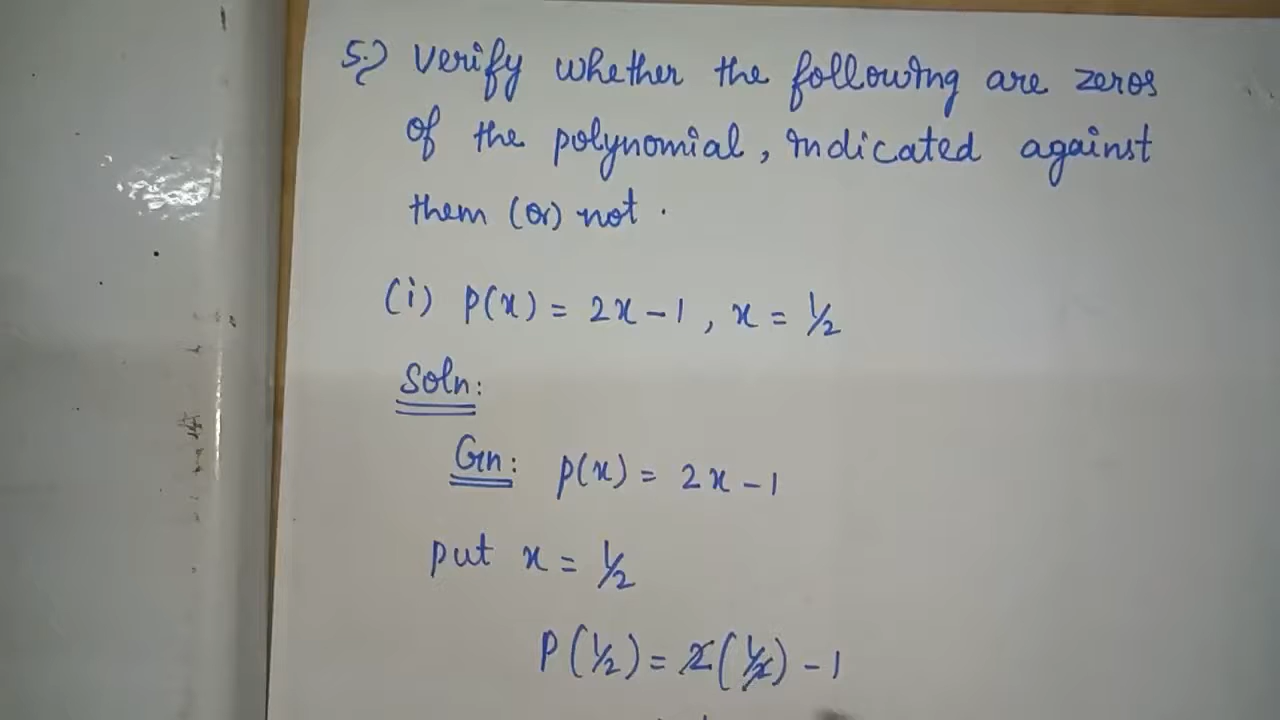 5.) Verify whether the following are zeros
of the polynomial, indicated against
them (or) not.
(i) p(x) = 2x-1, x = 1/2
Soln:
Gn: p(x) = 2x-1
put x = 1/2
P(1/2) = 2(1/2) - 1